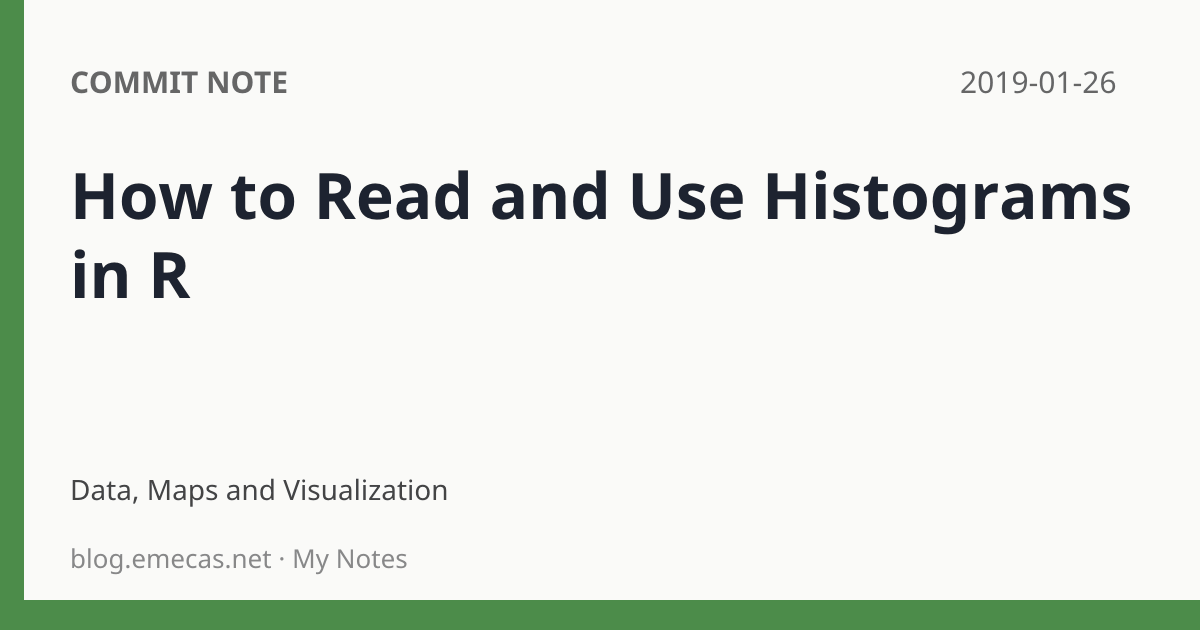 COMMIT NOTE
2019-01-26
How to Read and Use Histograms
in R
Data, Maps and Visualization
blog.emecas.net · My Notes